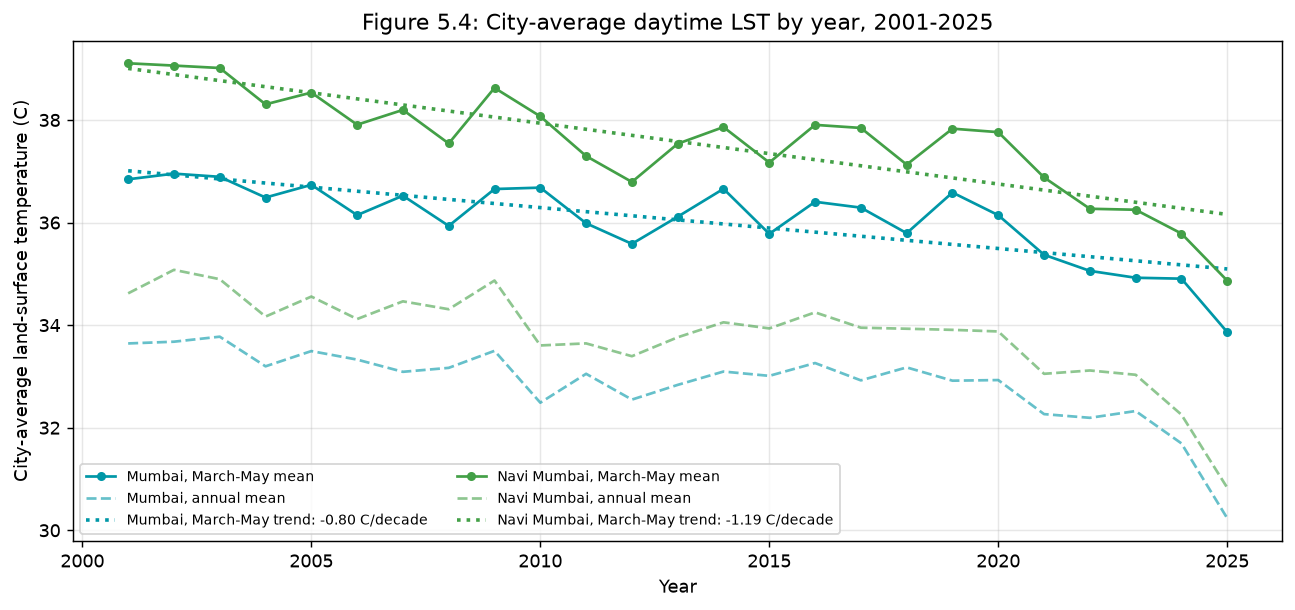 Figure 5.4: City-average daytime LST by year, 2001-2025
City-average land-surface temperature (C)
38
36
34
32
30
Mumbai, March-May mean
Mumbai, annual mean
Mumbai, March-May trend: -0.80 C/decade
Navi Mumbai, March-May mean
Navi Mumbai, annual mean
Navi Mumbai, March-May trend: -1.19 C/decade
2000 2005 2010 2015 2020 2025
Year